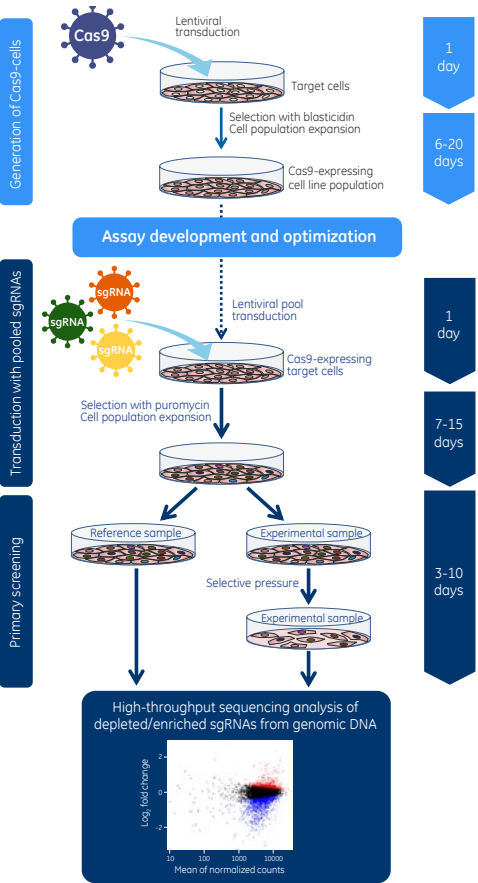 Generation of Cas9-cells
Cas9
Lentiviral
transduction
Target cells
1
day
Selection with blasticidin
Cell population expansion
6-20
days
Cas9-expressing
cell line population
Assay development and optimization
Transduction with pooled sgRNAs
sgRNA
sgRNA
sgRNA
Lentiviral pool
transduction
1
day
Cas9-expressing
target cells
Selection with puromycin
Cell population expansion
7-15
days
Primary screening
Reference sample
Experimental sample
Selective pressure
3-10
days
Experimental sample
High-throughput sequencing analysis of
depleted/enriched sgRNAs from genomic DNA
Log2 fold change
2
0
-2
10 100 1000 10000
Mean of normalized counts